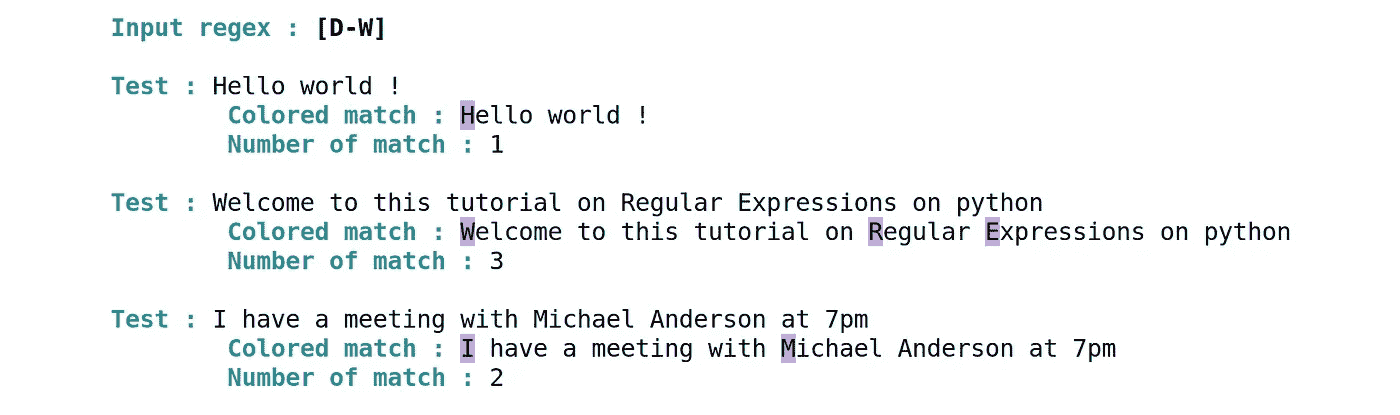 Input regex : [D-W]
Test : Hello world !
Colored match : Hello world !
Number of match : 1
Test : Welcome to this tutorial on Regular Expressions on python
Colored match : Welcome to this tutorial on Regular Expressions on python
Number of match : 3
Test : I have a meeting with Michael Anderson at 7pm
Colored match : I have a meeting with Michael Anderson at 7pm
Number of match : 2